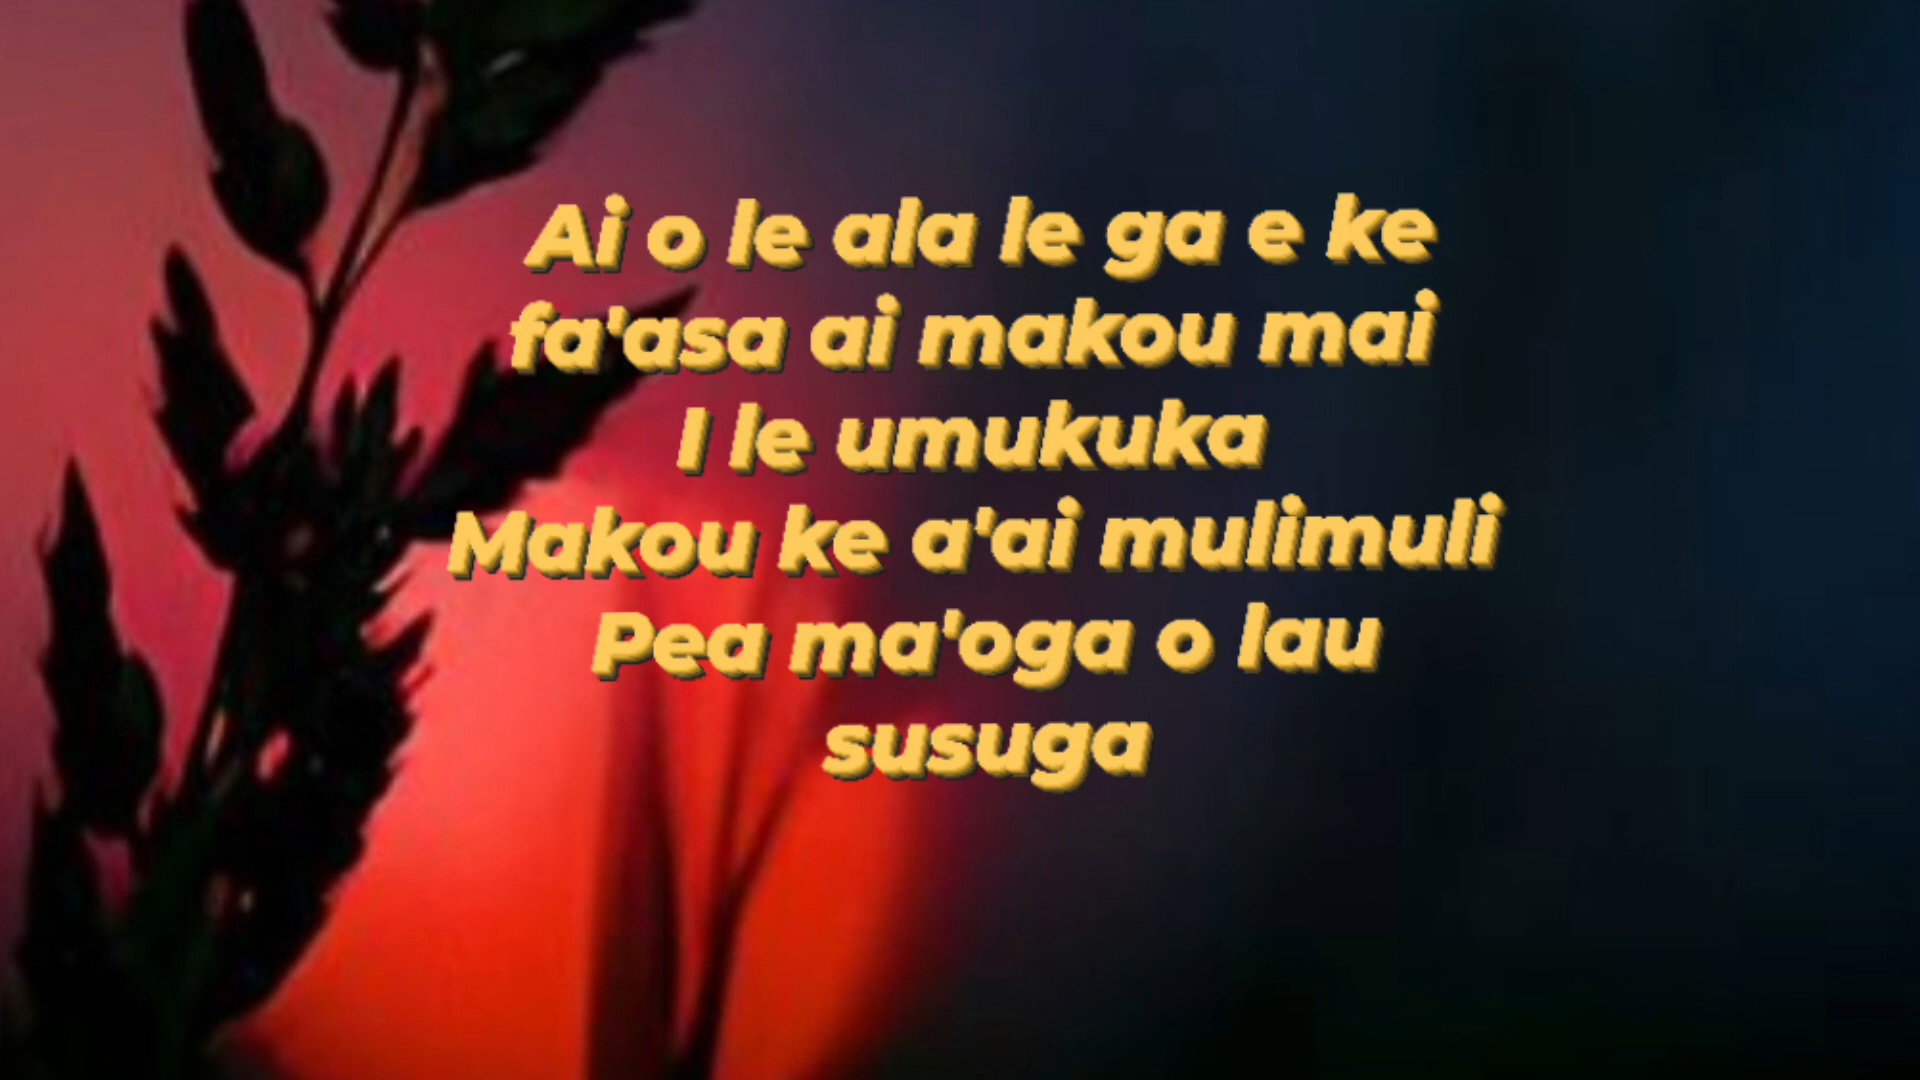 Ai o le ala le ga e ke
fa'asa ai makou mai
I le umukuka
Makou ke a'ai mulimuli
Pea ma'oga o lau
susuga